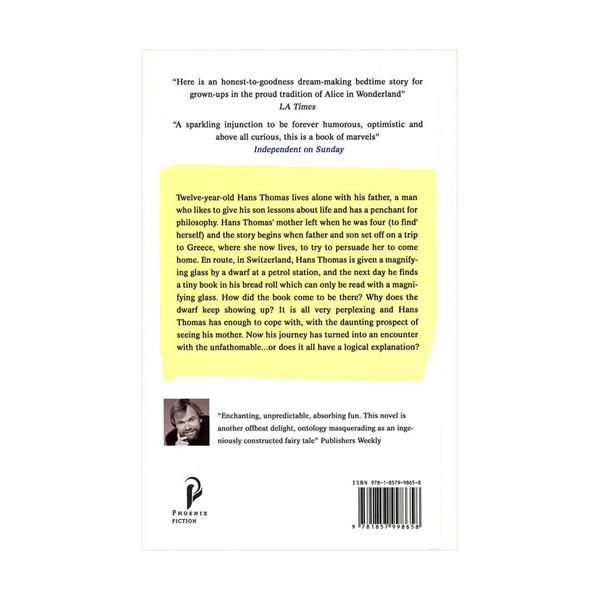 “Here is an honest-to-goodness dream-making bedtime story for
grown-ups in the proud tradition of Alice in Wonderland”
LA Times
“A sparkling injunction to be forever humorous, optimistic and
above all curious, this is a book of marvels”
Independent on Sunday
Twelve-year-old Hans Thomas lives alone with his father, a man
who likes to give his son lessons about life and has a penchant for
philosophy. Hans Thomas' mother left when he was four (to find'
herself) and the story begins when father and son set off on a trip
to Greece, where she now lives, to try to persuade her to come
home. En route, in Switzerland, Hans Thomas is given a magnify-
ing glass by a dwarf at a petrol station, and the next day he finds
a tiny book in his bread roll which can only be read with a magni-
fying glass. How did the book come to be there? Why does the
dwarf keep showing up? It is all very perplexing and Hans
Thomas has enough to cope with, with the daunting prospect of
seeing his mother. Now his journey has turned into an encounter
with the unfathomable...or does it all have a logical explanation?
“Enchanting, unpredictable, absorbing fun. This novel is
another offbeat delight, ontology masquerading as an inge-
niously constructed fairy tale” Publishers Weekly
ISBN 978-1-8579-9865-8
9 781857 998658
PHOENIX
FICTION